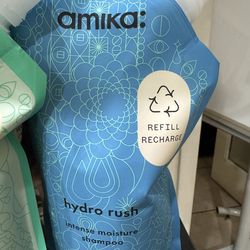 amika:
REFILL
RECHARGE
hydro rush
intense moisture
shampoo